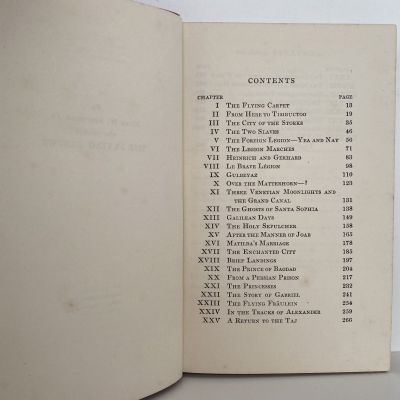 CONTENTS
CHAPTER PAGE
I THE FLYING CARPET 13
II FROM HERE TO TIMBUCTOO 19
III THE CITY OF THE STORKS 35
IV THE TWO SLAVES 46
V THE FOREIGN LEGION—YEA AND NAY 56
VI THE LEGION MARCHES 71
VII HEINRICH AND GERHARD 83
VIII LE BRAVE LÉGION 98
IX GULBEYAZ 110
X OVER THE MATTERHORN—! 123
XI THREE VENETIAN MOONLIGHTS AND
THE GRAND CANAL 131
XII THE GHOSTS OF SANTA SOPHIA 138
XIII GALILEAN DAYS 149
XIV THE HOLY SEPULCHER 158
XV AFTER THE MANNER OF JOAB 165
XVI MATILDA'S MARRIAGE 178
XVII THE ENCHANTED CITY 185
XVIII BRIEF LANDINGS 197
XIX THE PRINCE OF BAGDAD 204
XX FROM A PERSIAN PRISON 217
XXI THE PRINCESSES 232
XXII THE STORY OF GABRIEL 241
XXIII THE FLYING FRÄULEIN 254
XXIV IN THE TRACKS OF ALEXANDER 259
XXV A RETURN TO THE TAJ 266